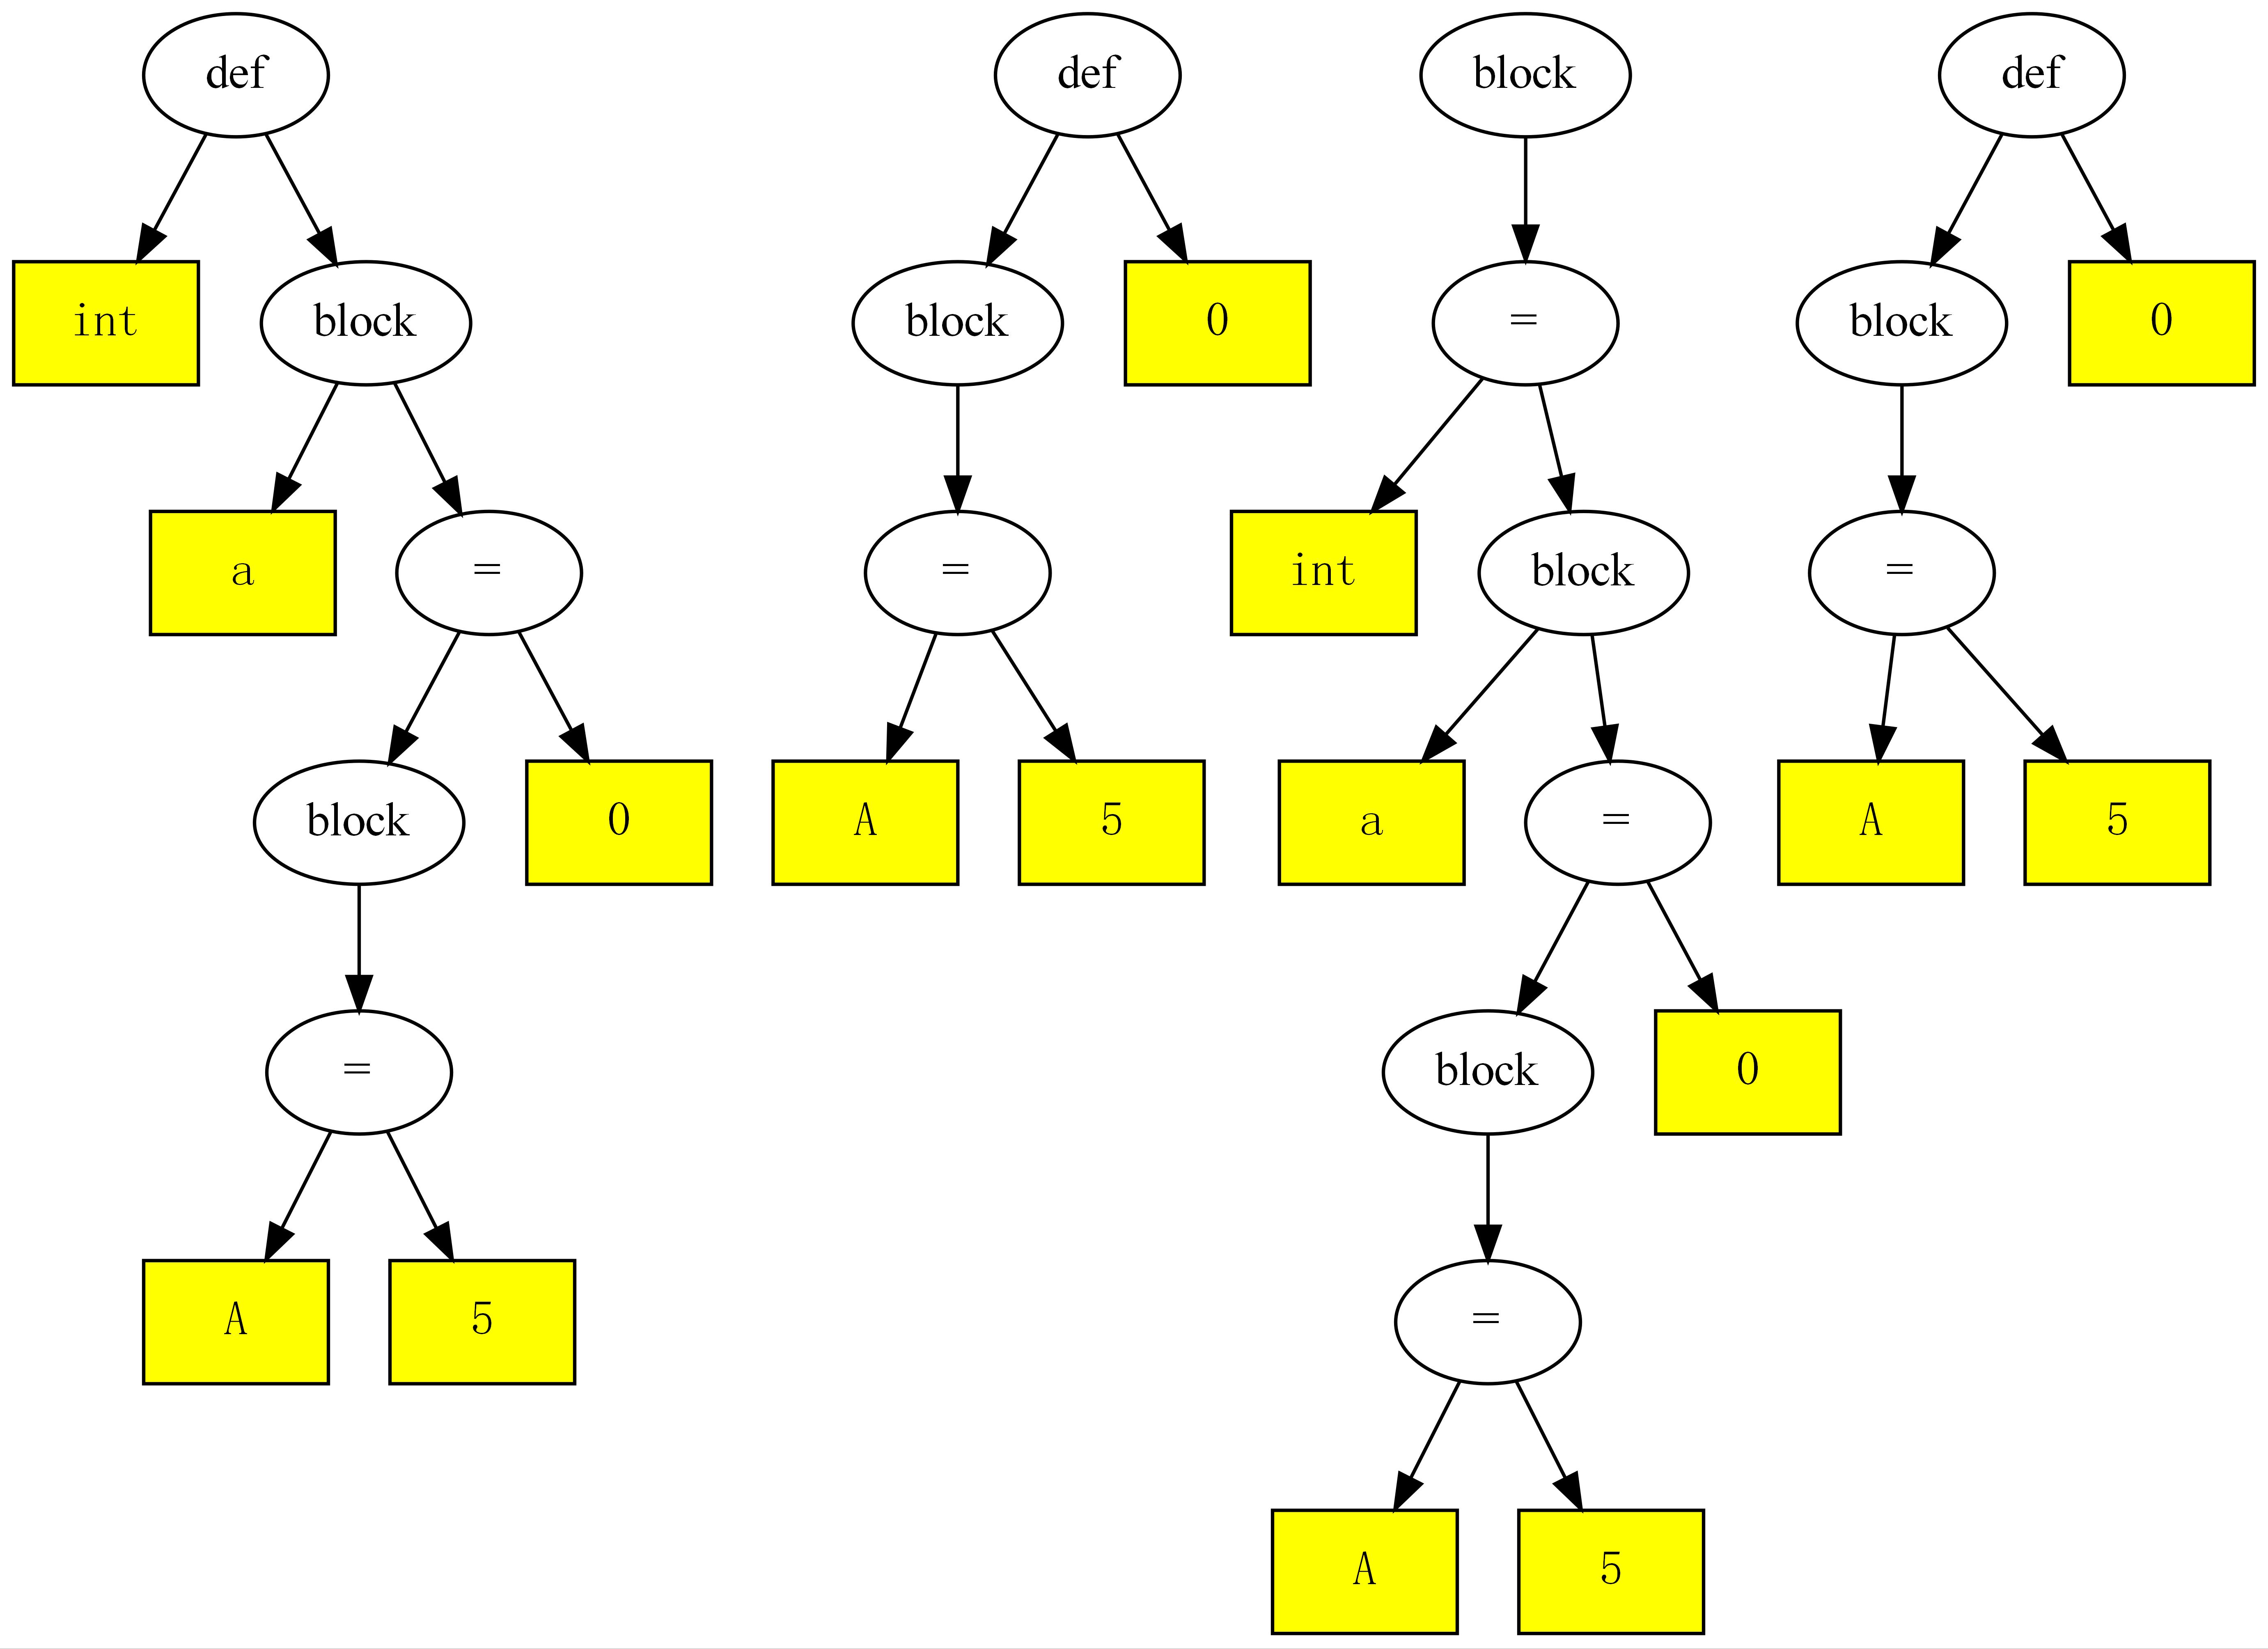 def def block def
int block block 0 = block 0
a = = int block =
block 0 A 5 a = A 5
= block 0
A 5 =
A 5